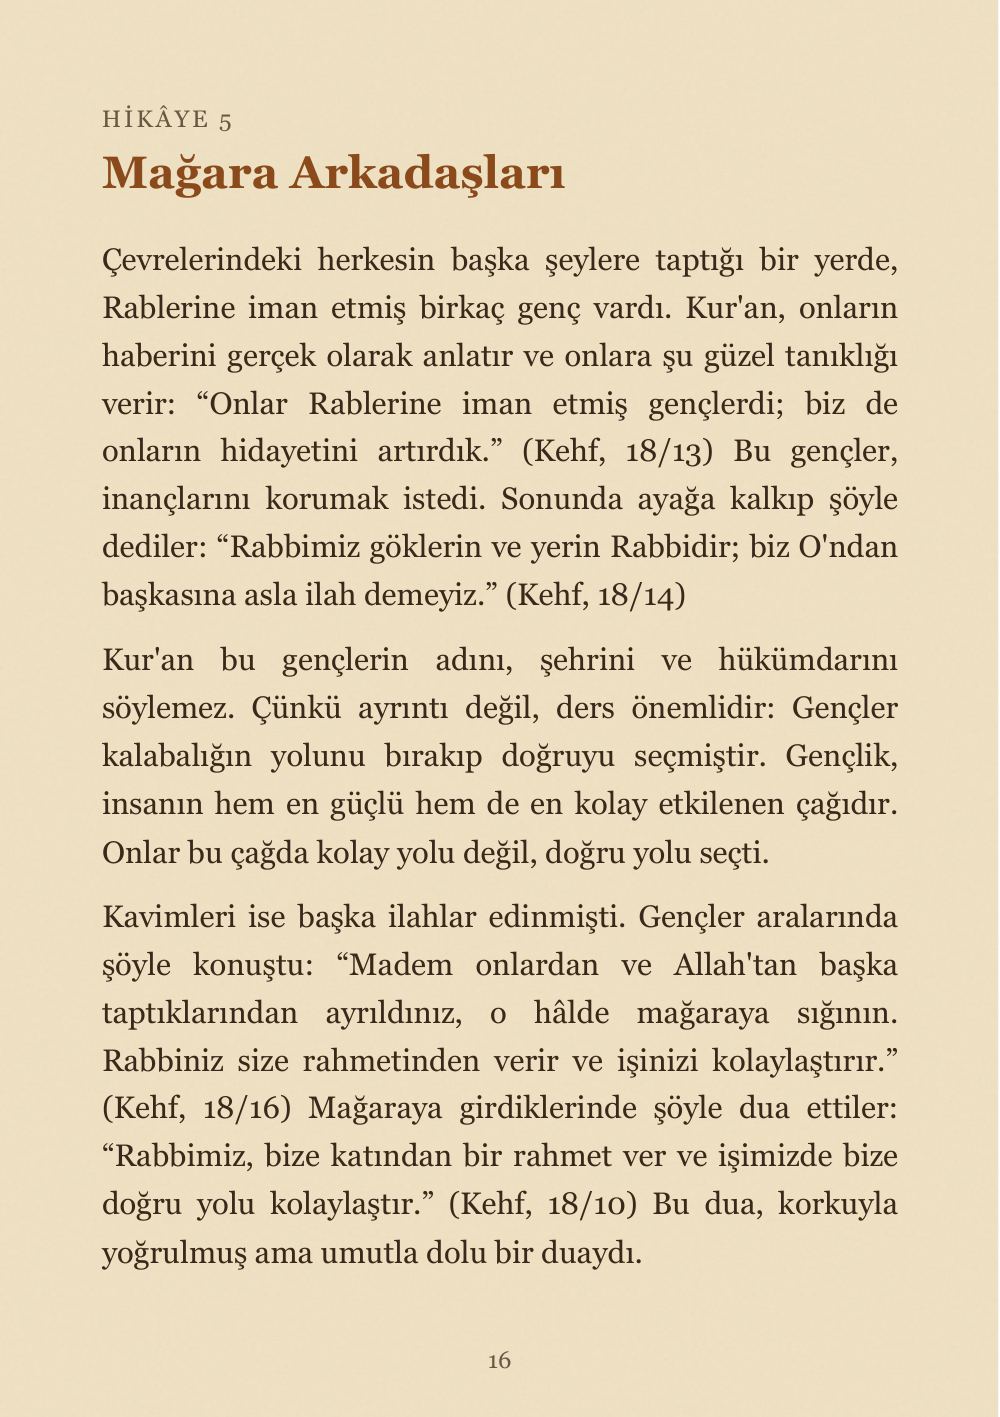 HİKÂYE 5
Mağara Arkadaşları
Çevrelerindeki herkesin başka şeylere taptığı bir yerde,
Rablerine iman etmiş birkaç genç vardı. Kur'an, onların
haberini gerçek olarak anlatır ve onlara şu güzel tanıklığı
verir: “Onlar Rablerine iman etmiş gençlerdi; biz de
onların hidayetini artırdık.” (Kehf, 18/13) Bu gençler,
inançlarını korumak istedi. Sonunda ayağa kalkıp şöyle
dediler: “Rabbimiz göklerin ve yerin Rabbidir; biz O'ndan
başkasına asla ilah demeyiz.” (Kehf, 18/14)
Kur'an bu gençlerin adını, şehrini ve hükümdarını
söylemez. Çünkü ayrıntı değil, ders önemlidir: Gençler
kalabalığın yolunu bırakıp doğruyu seçmiştir. Gençlik,
insanın hem en güçlü hem de en kolay etkilenen çağıdır.
Onlar bu çağda kolay yolu değil, doğru yolu seçti.
Kavimleri ise başka ilahlar edinmişti. Gençler aralarında
şöyle konuştu: “Madem onlardan ve Allah'tan başka
taptıklarından ayrıldınız, o hâlde mağaraya sığının.
Rabbiniz size rahmetinden verir ve işinizi kolaylaştırır.”
(Kehf, 18/16) Mağaraya girdiklerinde şöyle dua ettiler:
“Rabbimiz, bize katından bir rahmet ver ve işimizde bize
doğru yolu kolaylaştır.” (Kehf, 18/10) Bu dua, korkuyla
yoğrulmuş ama umutla dolu bir duaydı.
16